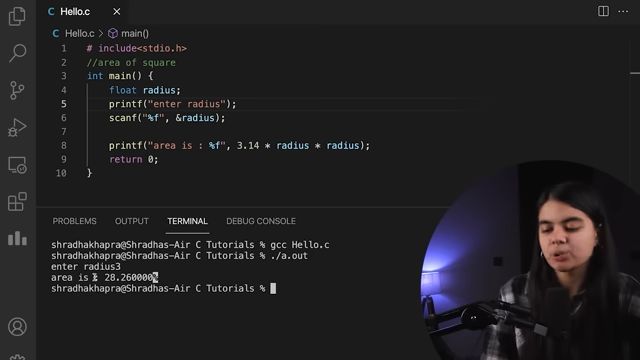 C Hello.c ×
C Hello.c > main()
1 # include<stdio.h>
2 //area of square
3 int main() {
4 float radius;
5 printf("enter radius");
6 scanf("%f", &radius);
7
8 printf("area is : %f", 3.14 * radius * radius);
9 return 0;
10 }
PROBLEMS OUTPUT TERMINAL DEBUG CONSOLE
shradhakhapra@Shradhas-Air C Tutorials % gcc Hello.c
shradhakhapra@Shradhas-Air C Tutorials % ./a.out
enter radius3
area is : 28.260000%
shradhakhapra@Shradhas-Air C Tutorials %